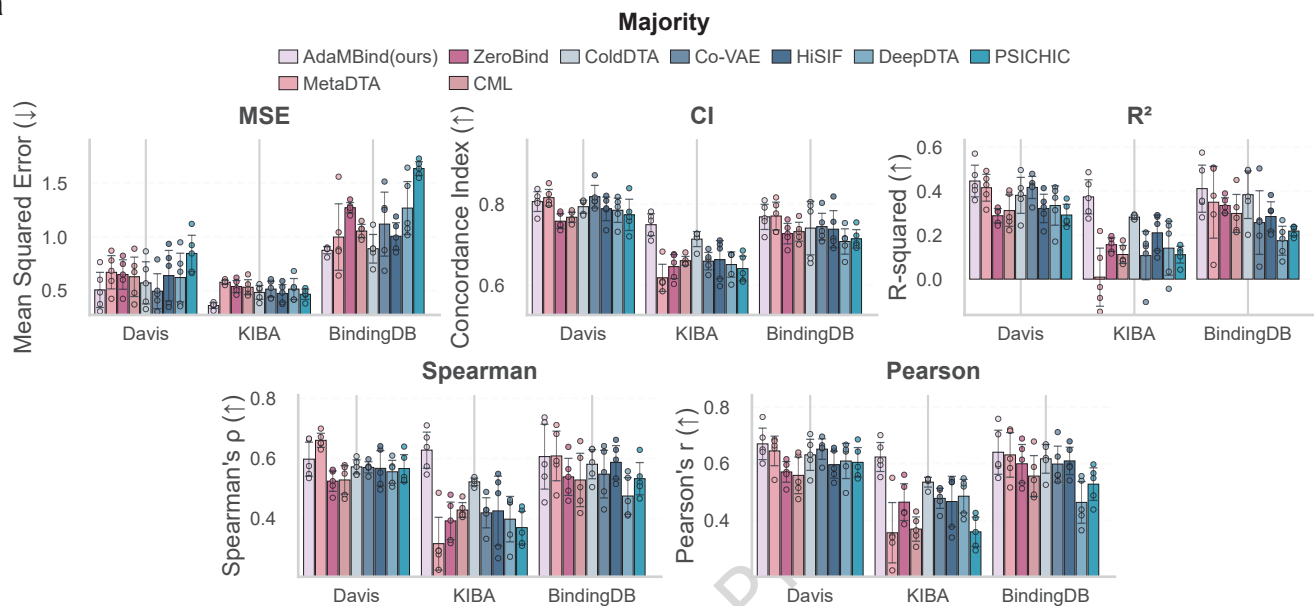 Majority
AdaMBind(ours) ZeroBind ColdDTA Co-VAE HiSIF DeepDTA PSICHIC
MetaDTA CML
MSE
Mean Squared Error (↓)
1.5
1.0
0.5
Davis KIBA BindingDB
CI
Concordance Index (↑)
0.8
0.6
Davis KIBA BindingDB
R²
R-squared (↑)
0.6
0.4
0.2
0.0
Davis KIBA BindingDB
Spearman
Spearman's ρ (↑)
0.8
0.6
0.4
Davis KIBA BindingDB
Pearson
Pearson's r (↑)
0.8
0.6
0.4
Davis KIBA BindingDB